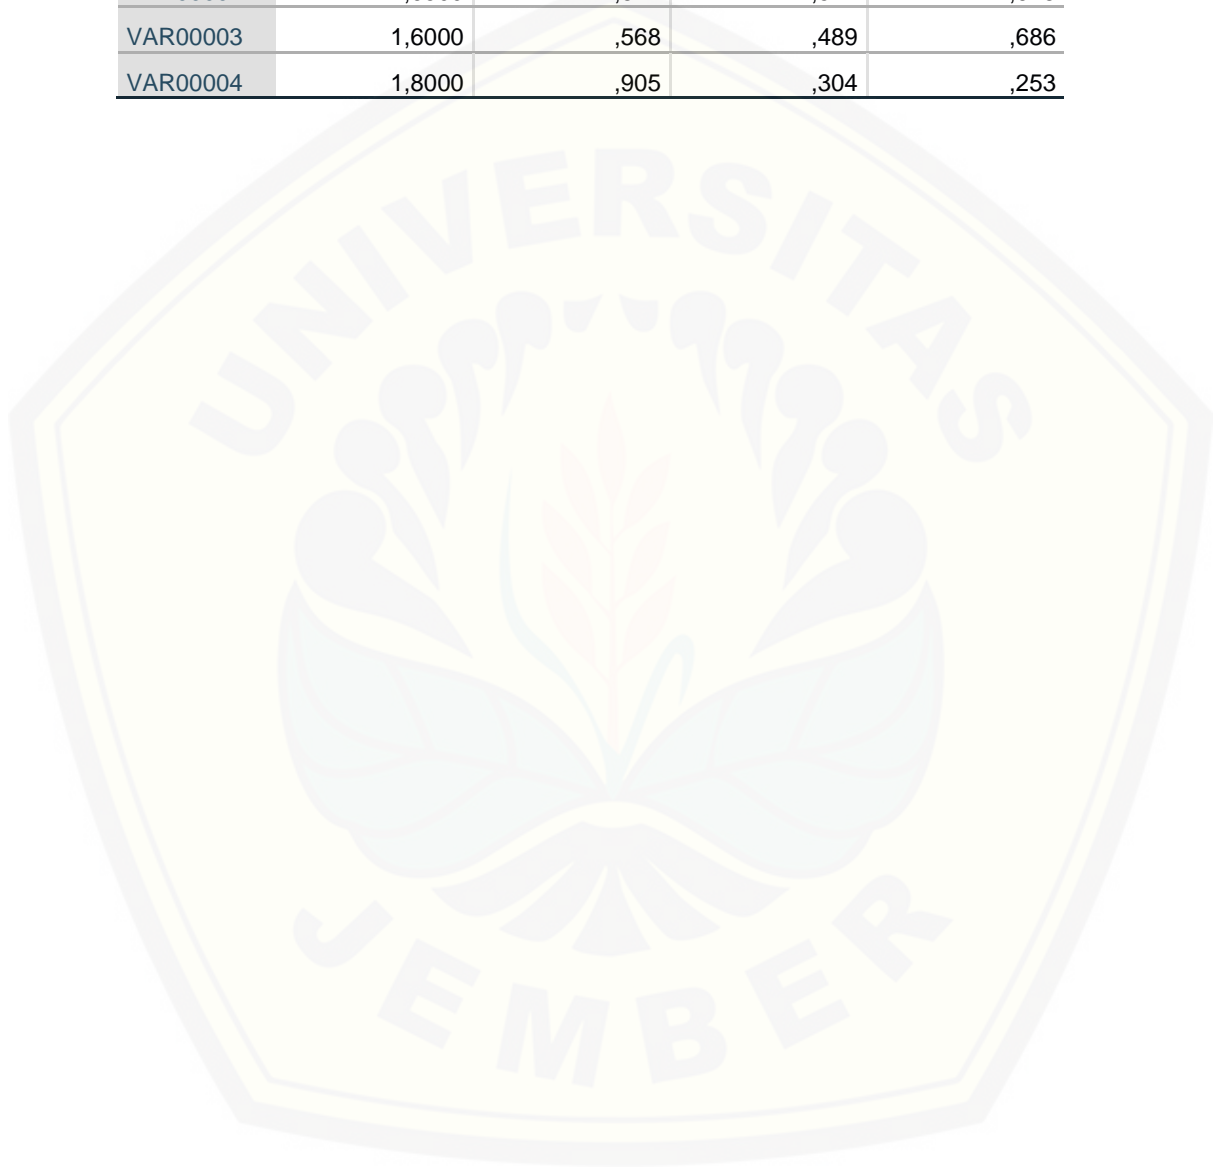 VAR00003 1,6000 ,568 ,489 ,686
VAR00004 1,8000 ,905 ,304 ,253
UNIVERSITAS
JEMBER